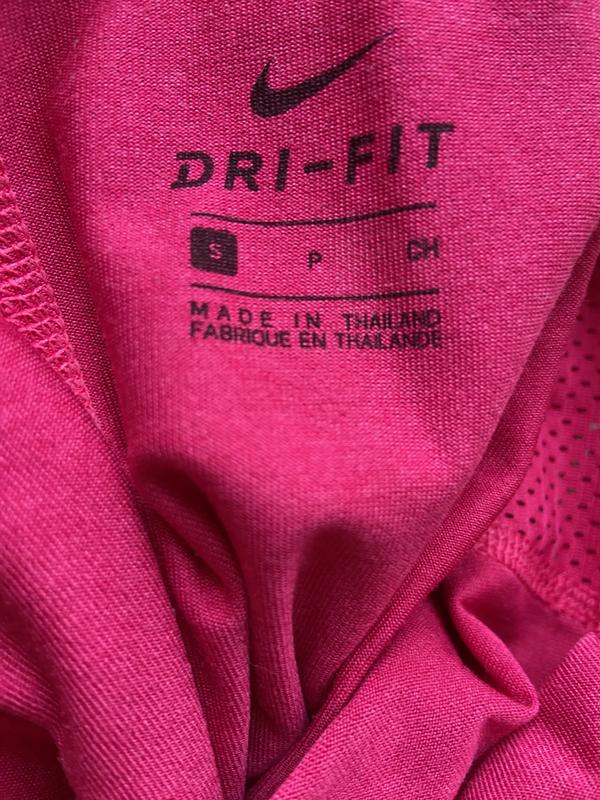 DRI-FIT
S P CH
MADE IN THAILAND
FABRIQUE EN THAILANDE